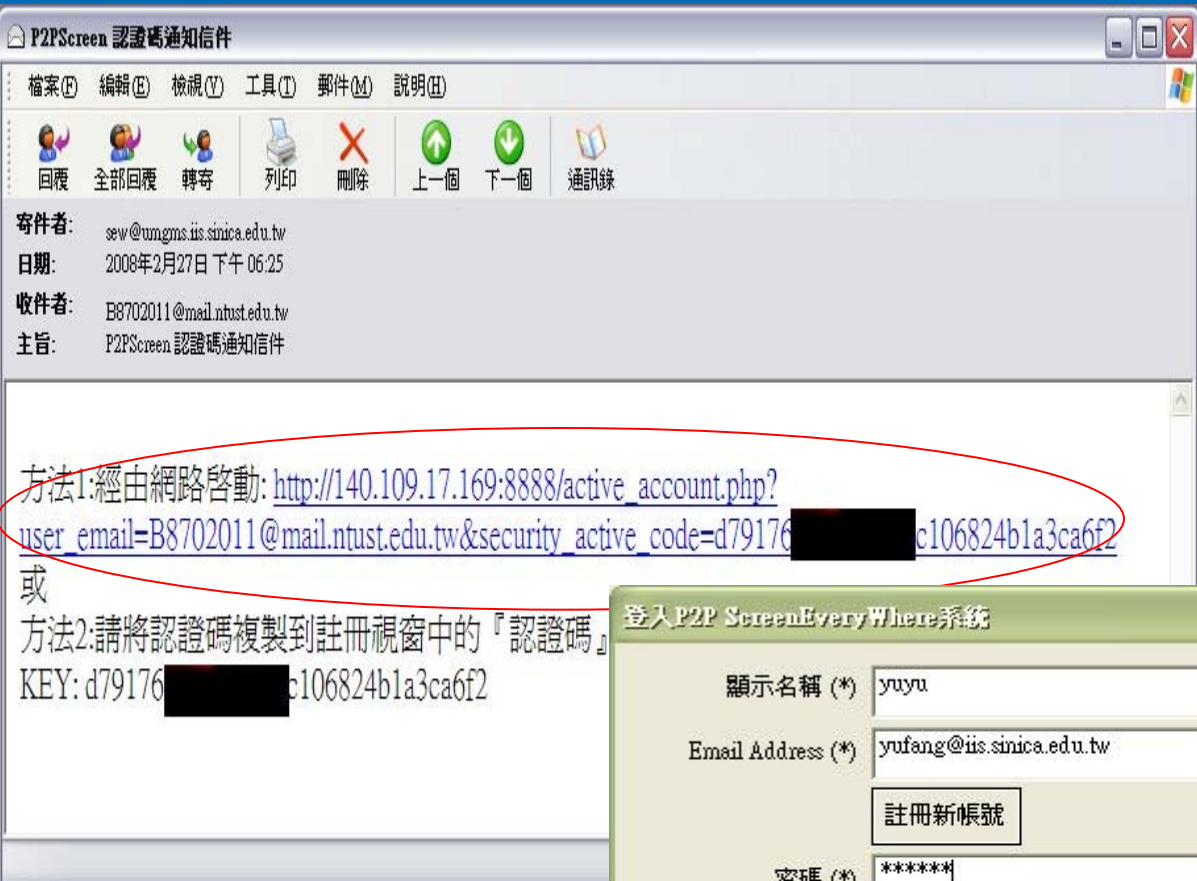 P2PScreen 認證碼通知信件
檔案(F) 編輯(E) 檢視(V) 工具(T) 郵件(M) 説明(H)
回覆 全部回覆 轉寄 列印 刪除 上一個 下一個 通訊錄
寄件者: sew@umgms.iis.sinica.edu.tw
日期: 2008年2月27日 下午 06:25
收件者: B8702011@mail.ntust.edu.tw
主旨: P2PScreen 認證碼通知信件
方法1:經由網路啓動: http://140.109.17.169:8888/active_account.php?
user_email=B8702011@mail.ntust.edu.tw&security_active_code=d79176 c106824b1a3ca6f2
或
方法2:請將認證碼複製到註冊視窗中的『認證碼』
KEY: d79176 c106824b1a3ca6f2
登入P2P ScreenEveryWhere系統
顯示名稱 (*) yuyu
Email Address (*) yufang@iis.sinica.edu.tw
註冊新帳號
密碼 (*) ******